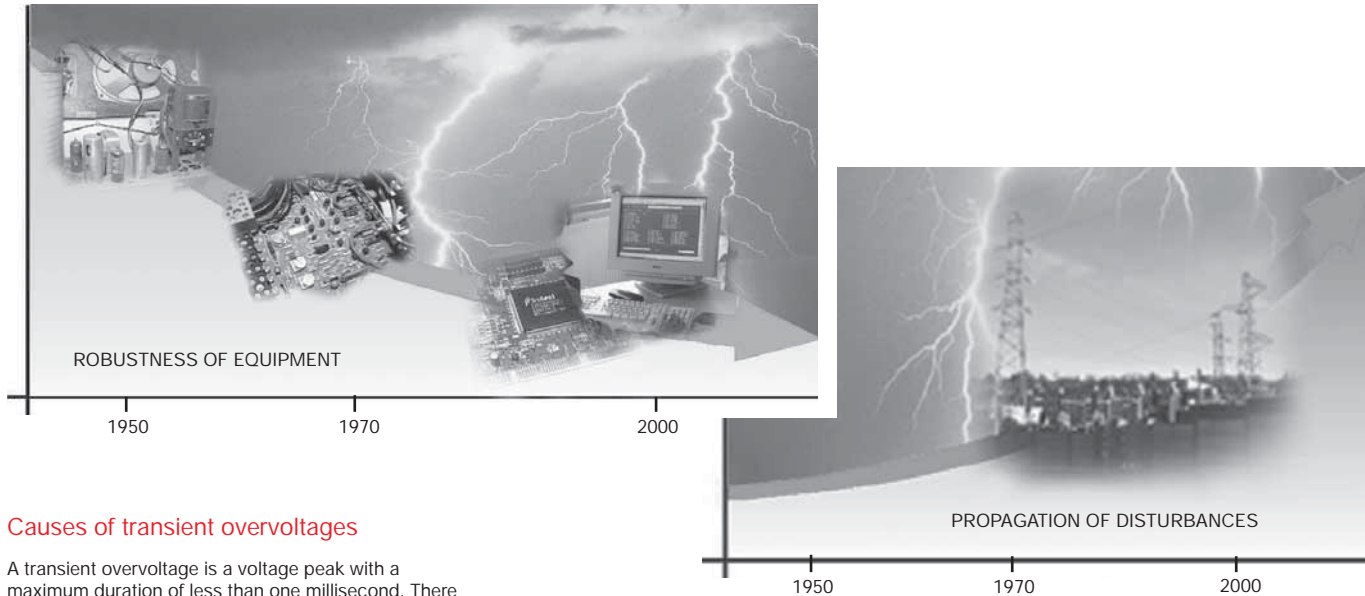 ROBUSTNESS OF EQUIPMENT
1950 1970 2000
PROPAGATION OF DISTURBANCES
1950 1970 2000
Causes of transient overvoltages
A transient overvoltage is a voltage peak with a
maximum duration of less than one millisecond. There